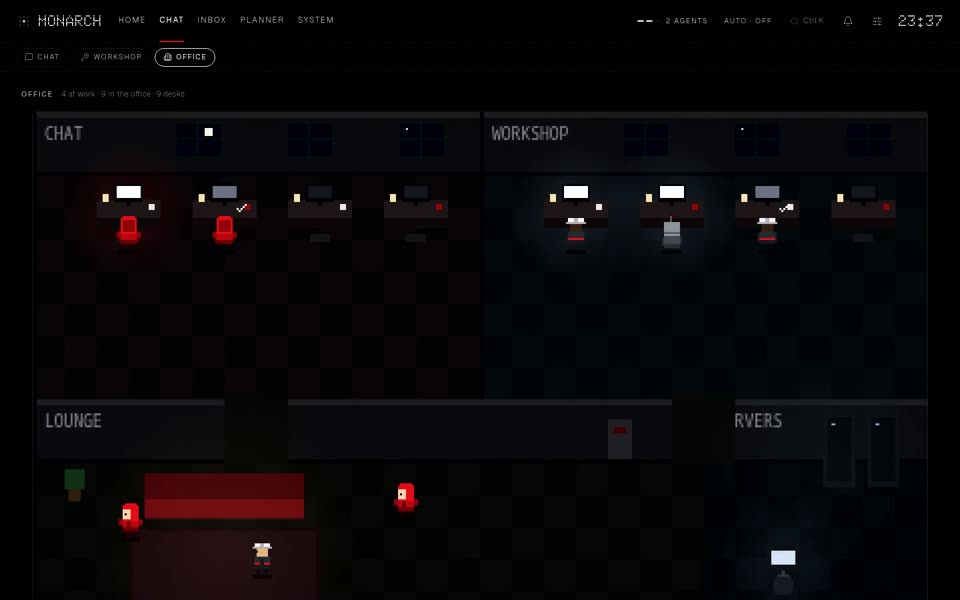 MONARCH HOME CHAT INBOX PLANNER SYSTEM 2 AGENTS AUTO · OFF Ctrl K 23:37
CHAT WORKSHOP OFFICE
OFFICE 4 at work · 9 in the office · 9 desks
CHAT WORKSHOP
LOUNGE RVERS